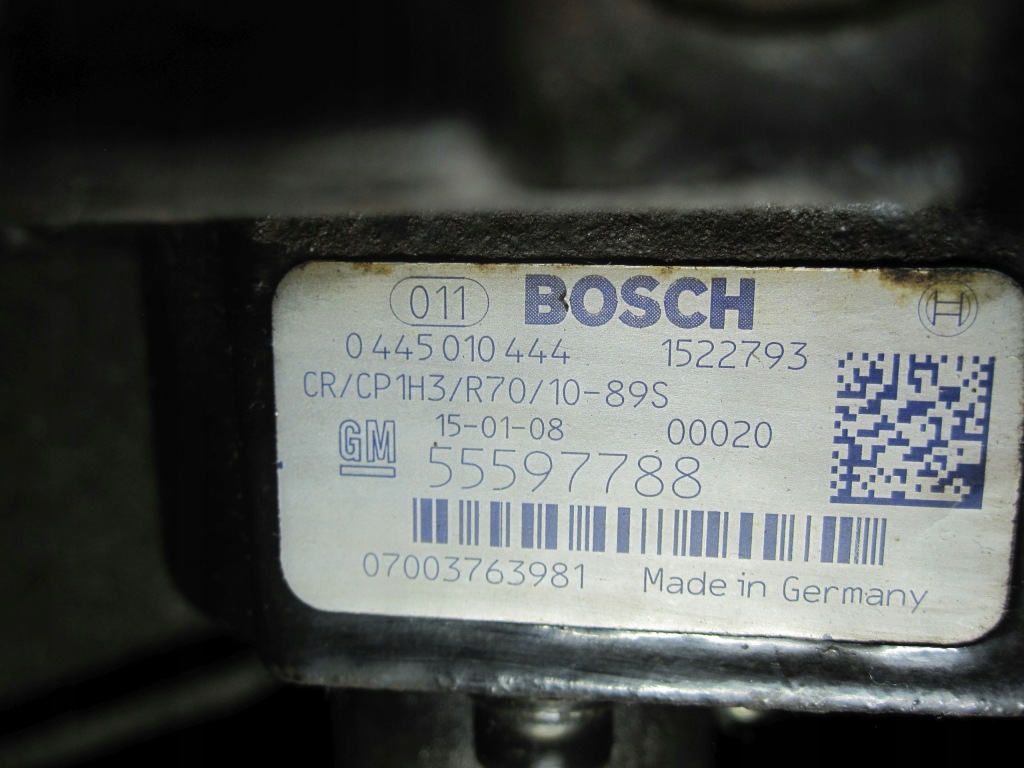 011 BOSCH
0 445 010 444 1522793
CR/CP1H3/R70/10-89S
15-01-08 00020
GM 55597788
07003763981 Made in Germany